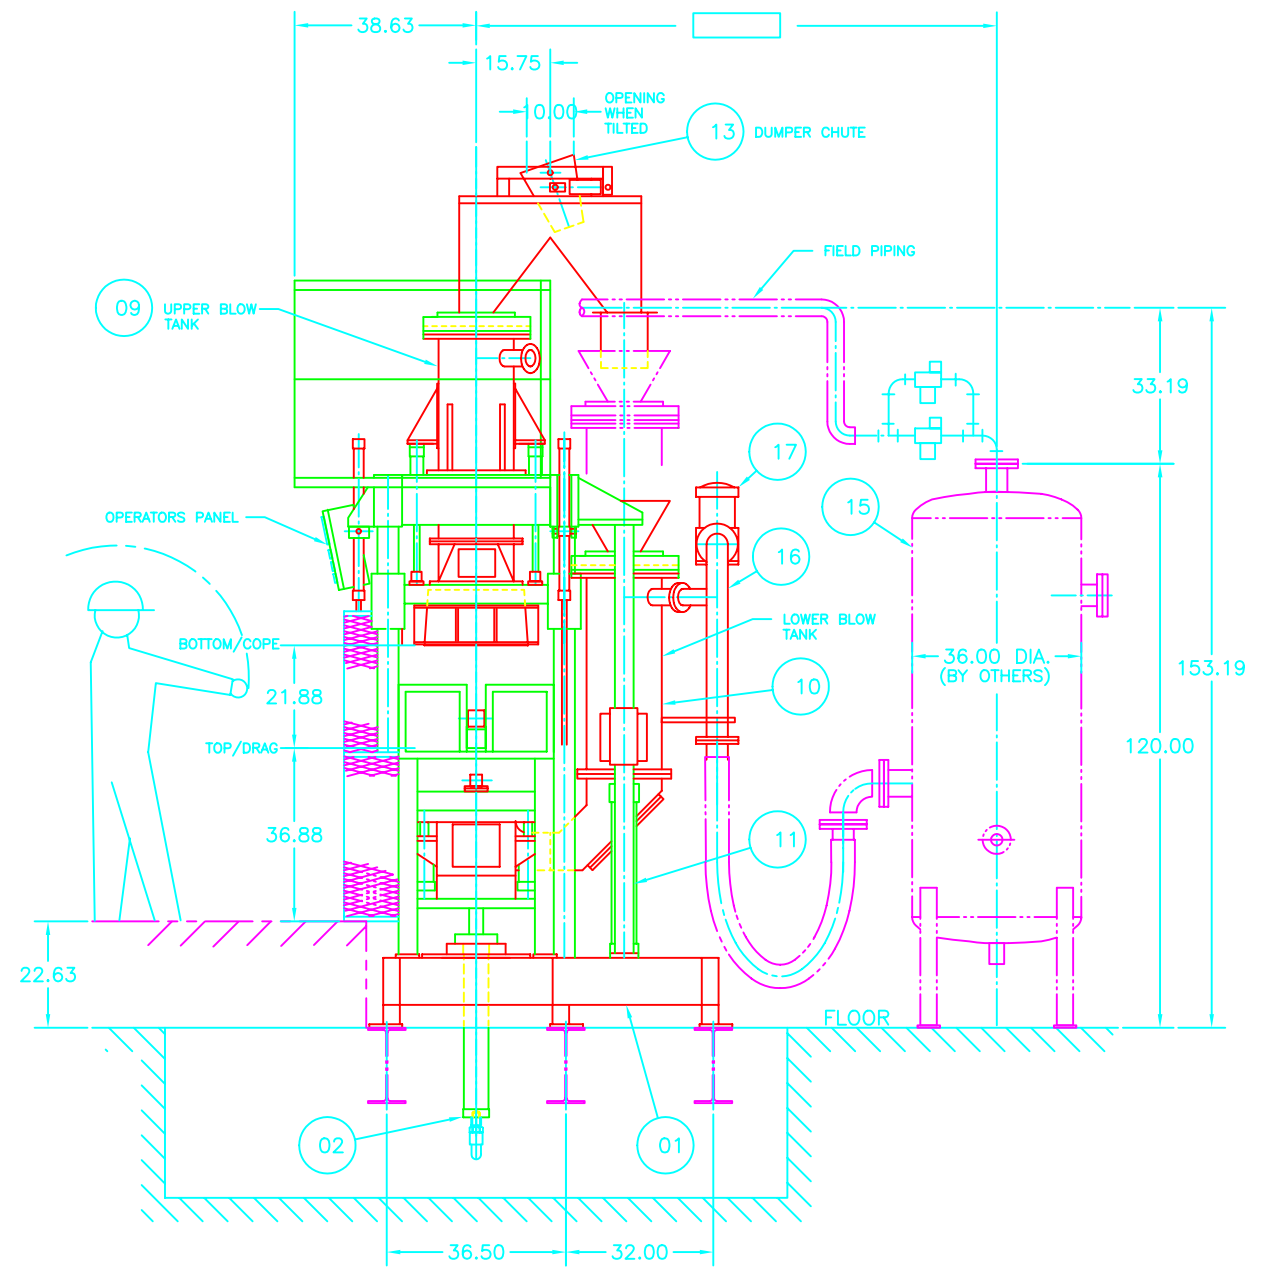 38.63
15.75
10.00
OPENING
WHEN
TILTED
13
DUMPER CHUTE
FIELD PIPING
09
UPPER BLOW
TANK
33.19
17
15
OPERATORS PANEL
16
LOWER BLOW
TANK
BOTTOM/COPE
36.00 DIA.
(BY OTHERS)
153.19
21.88
10
TOP/DRAG
120.00
36.88
11
22.63
FLOOR
02
01
36.50
32.00